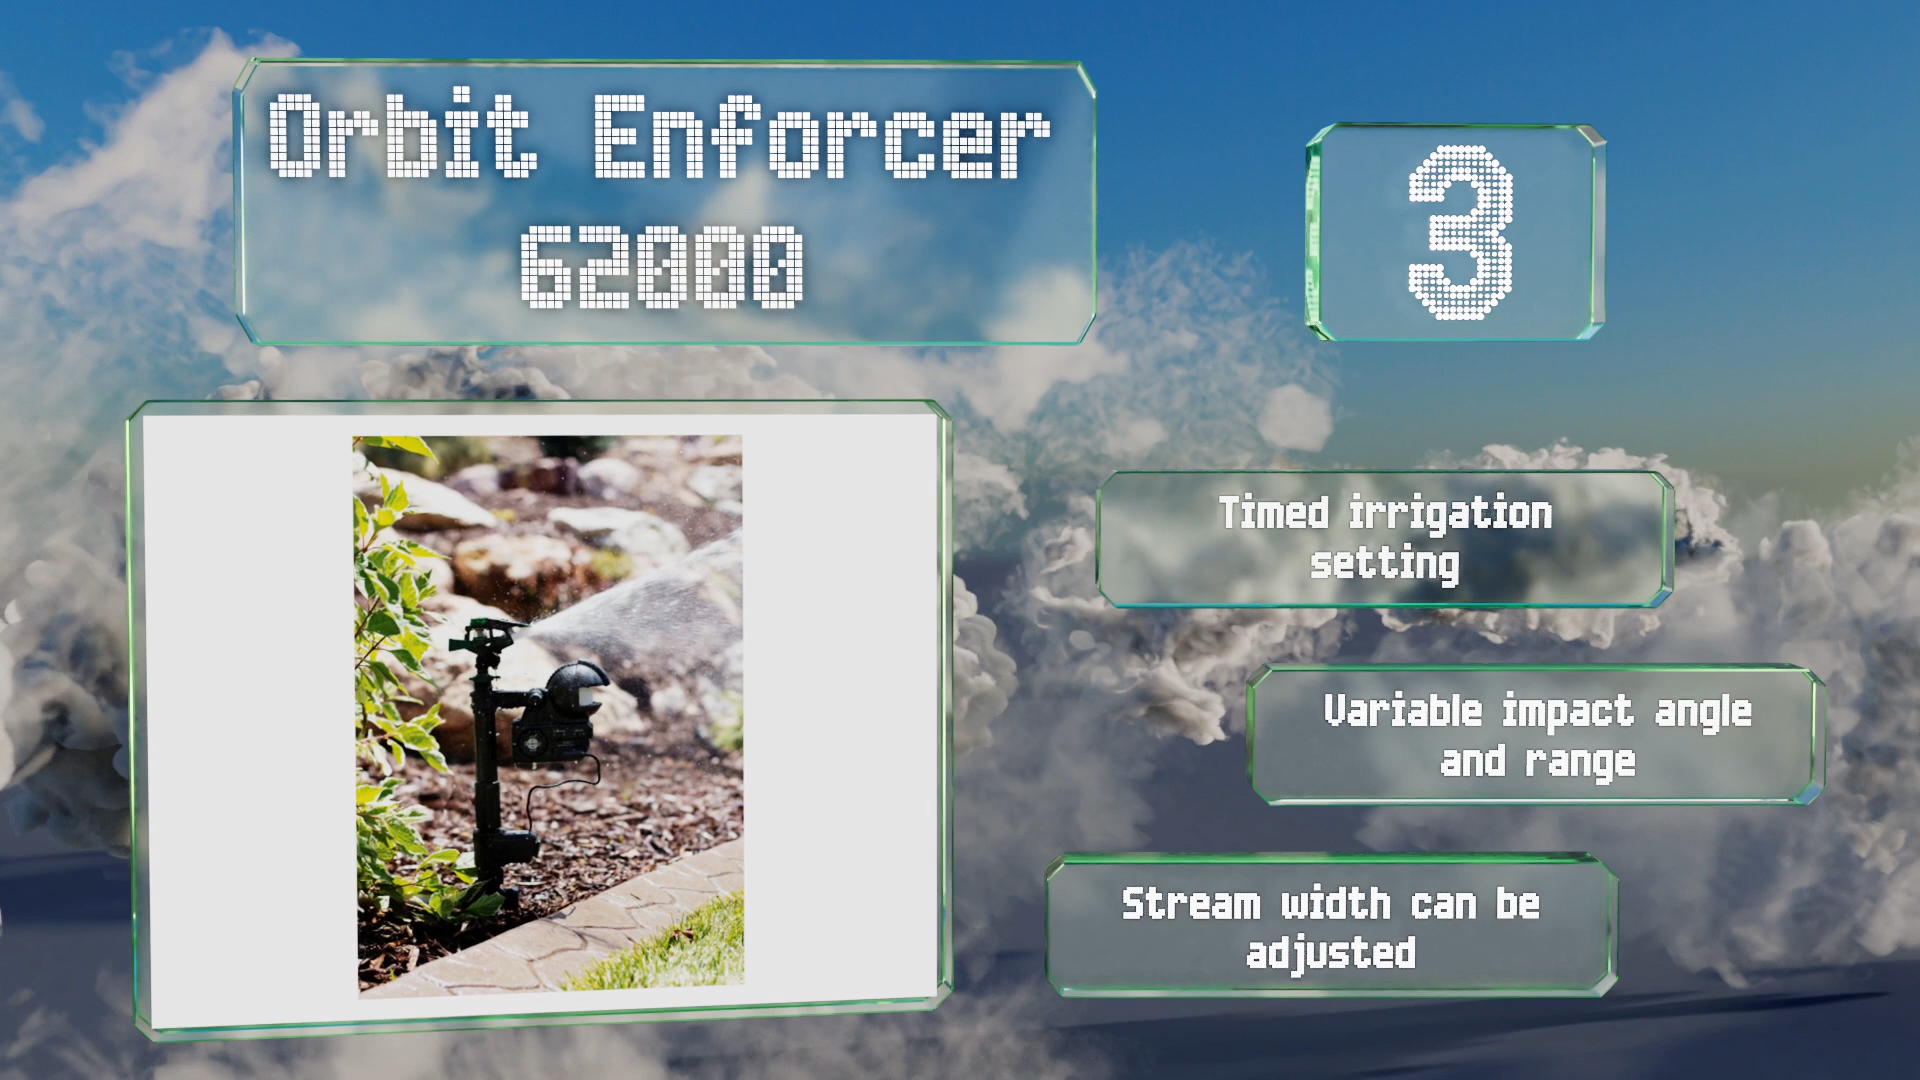 Orbit Enforcer
62000
3
Timed irrigation
setting
Variable impact angle
and range
Stream width can be
adjusted